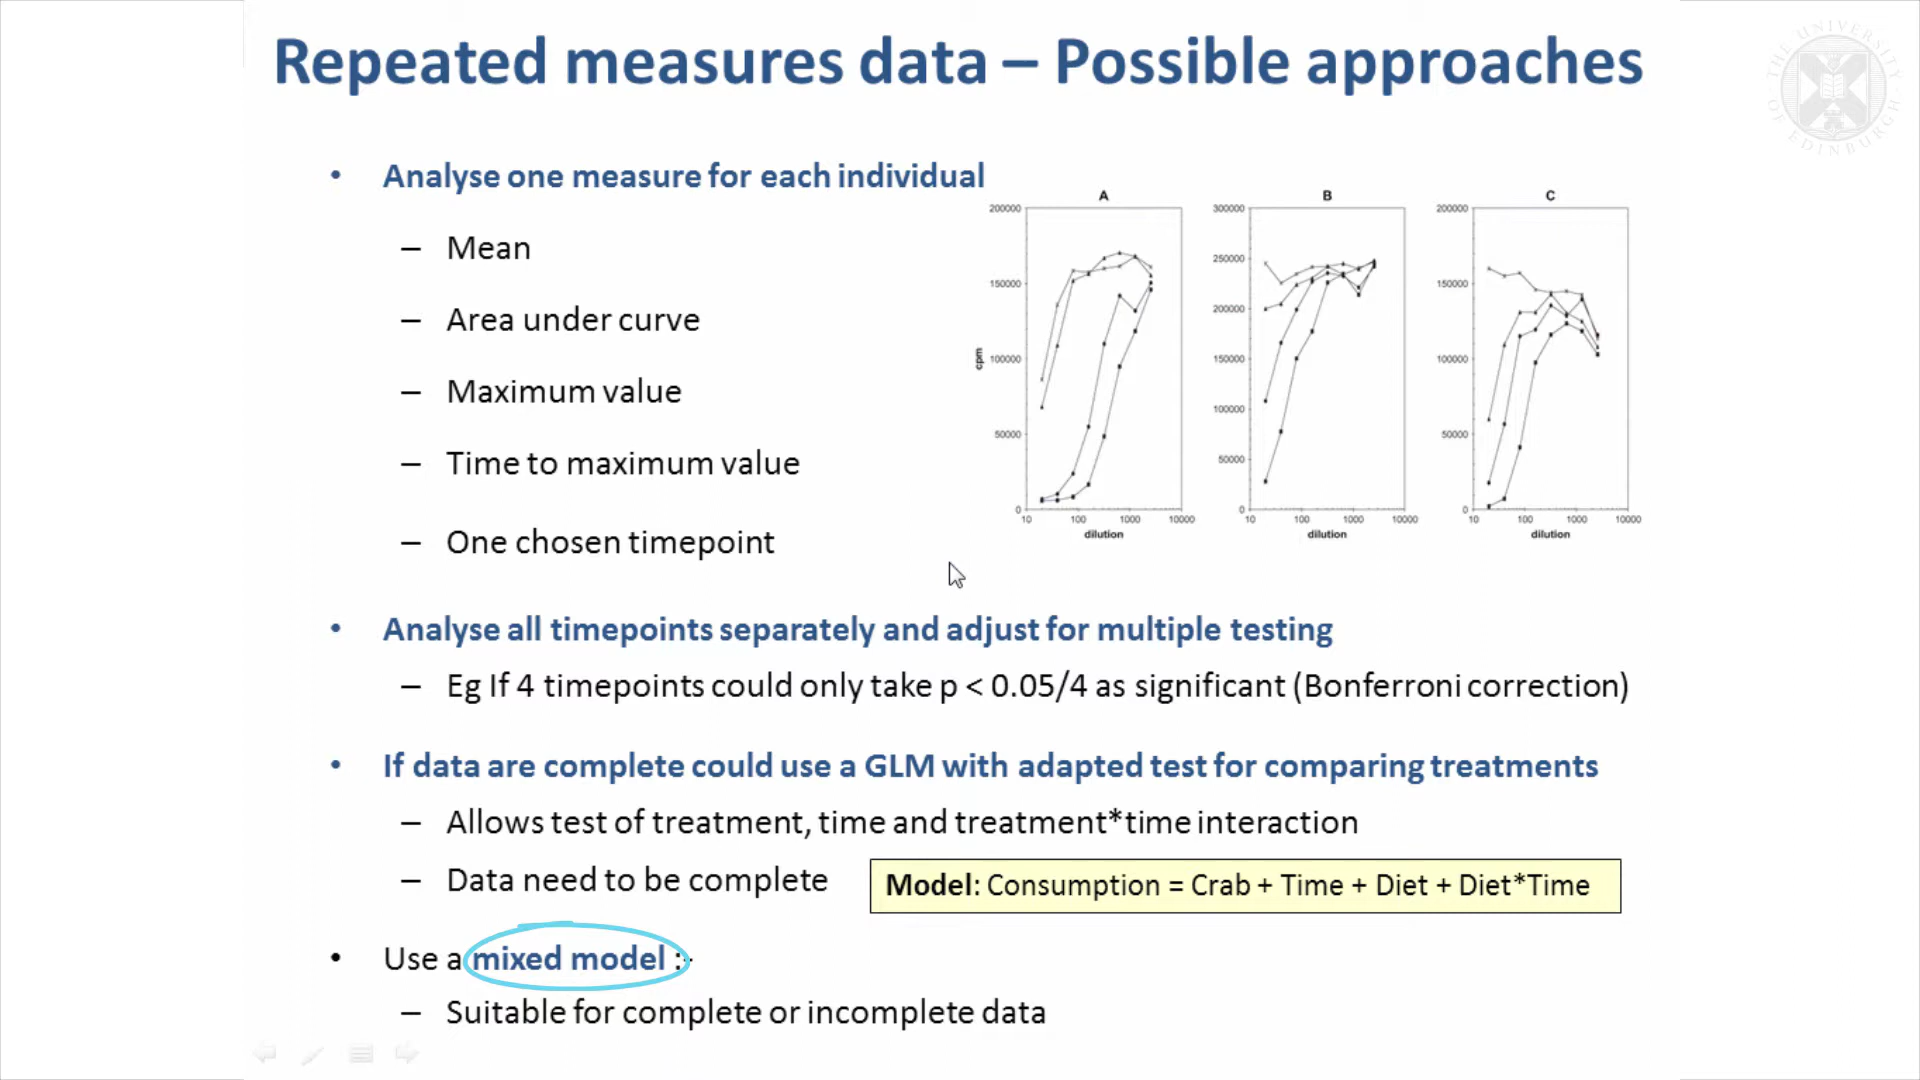 Repeated measures data – Possible approaches
THE UNIVERSITY OF EDINBURGH
• Analyse one measure for each individual
– Mean
– Area under curve
– Maximum value
– Time to maximum value
– One chosen timepoint
A
200000
150000
100000
50000
0
cpm
10 100 1000 10000
dilution
B
300000
250000
200000
150000
100000
50000
0
10 100 1000 10000
dilution
C
200000
150000
100000
50000
0
10 100 1000 10000
dilution
• Analyse all timepoints separately and adjust for multiple testing
– Eg If 4 timepoints could only take p < 0.05/4 as significant (Bonferroni correction)
• If data are complete could use a GLM with adapted test for comparing treatments
– Allows test of treatment, time and treatment*time interaction
– Data need to be complete
Model: Consumption = Crab + Time + Diet + Diet*Time
• Use a mixed model :-
– Suitable for complete or incomplete data